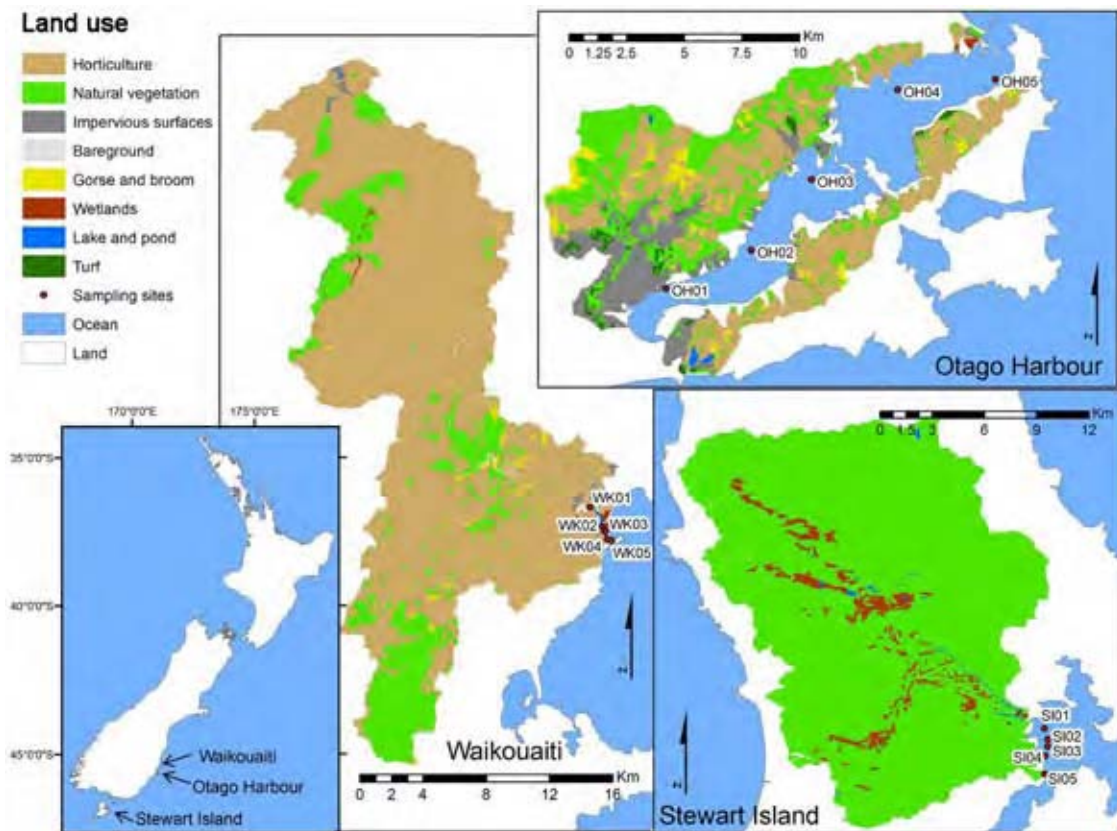 Land use
Horticulture
Natural vegetation
Impervious surfaces
Bareground
Gorse and broom
Wetlands
Lake and pond
Turf
Sampling sites
Ocean
Land
170°0'0"E
175°0'0"E
35°0'0"S
40°0'0"S
45°0'0"S
Waikouaiti
Otago Harbour
Stewart Island
WK01
WK02
WK03
WK04
WK05
z
Waikouaiti
Km
0 2 4 8 12 16
Km
0 1.25 2.5 5 7.5 10
OH04
OH05
OH03
OH02
OH01
z
Otago Harbour
Km
0 1.5 3 6 9 12
SI01
SI02
SI03
SI04
SI05
z
Stewart Island